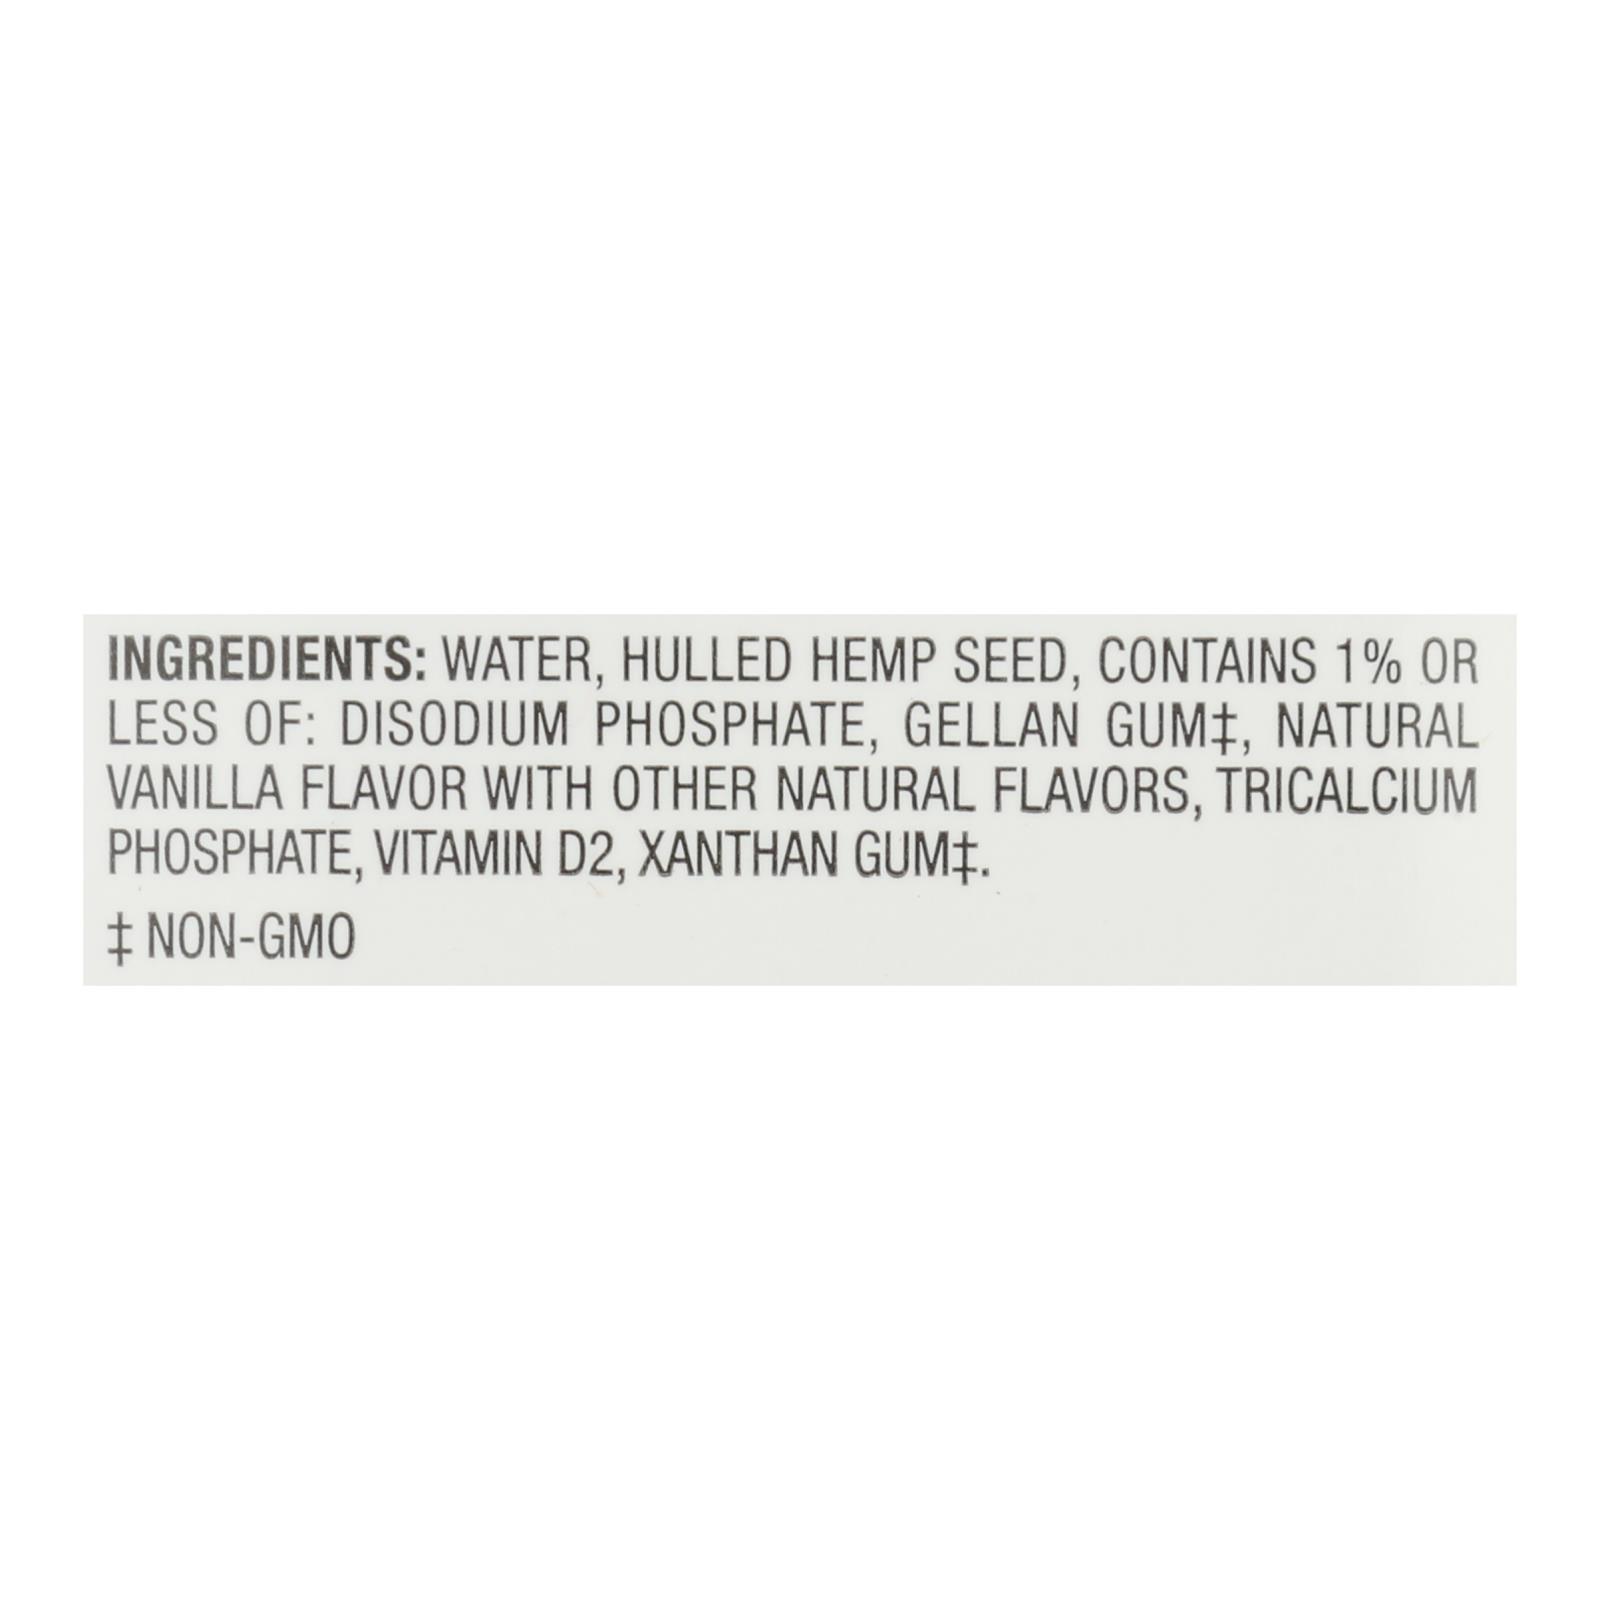 INGREDIENTS: WATER, HULLED HEMP SEED, CONTAINS 1% OR
LESS OF: DISODIUM PHOSPHATE, GELLAN GUM‡, NATURAL
VANILLA FLAVOR WITH OTHER NATURAL FLAVORS, TRICALCIUM
PHOSPHATE, VITAMIN D2, XANTHAN GUM‡.
‡ NON-GMO